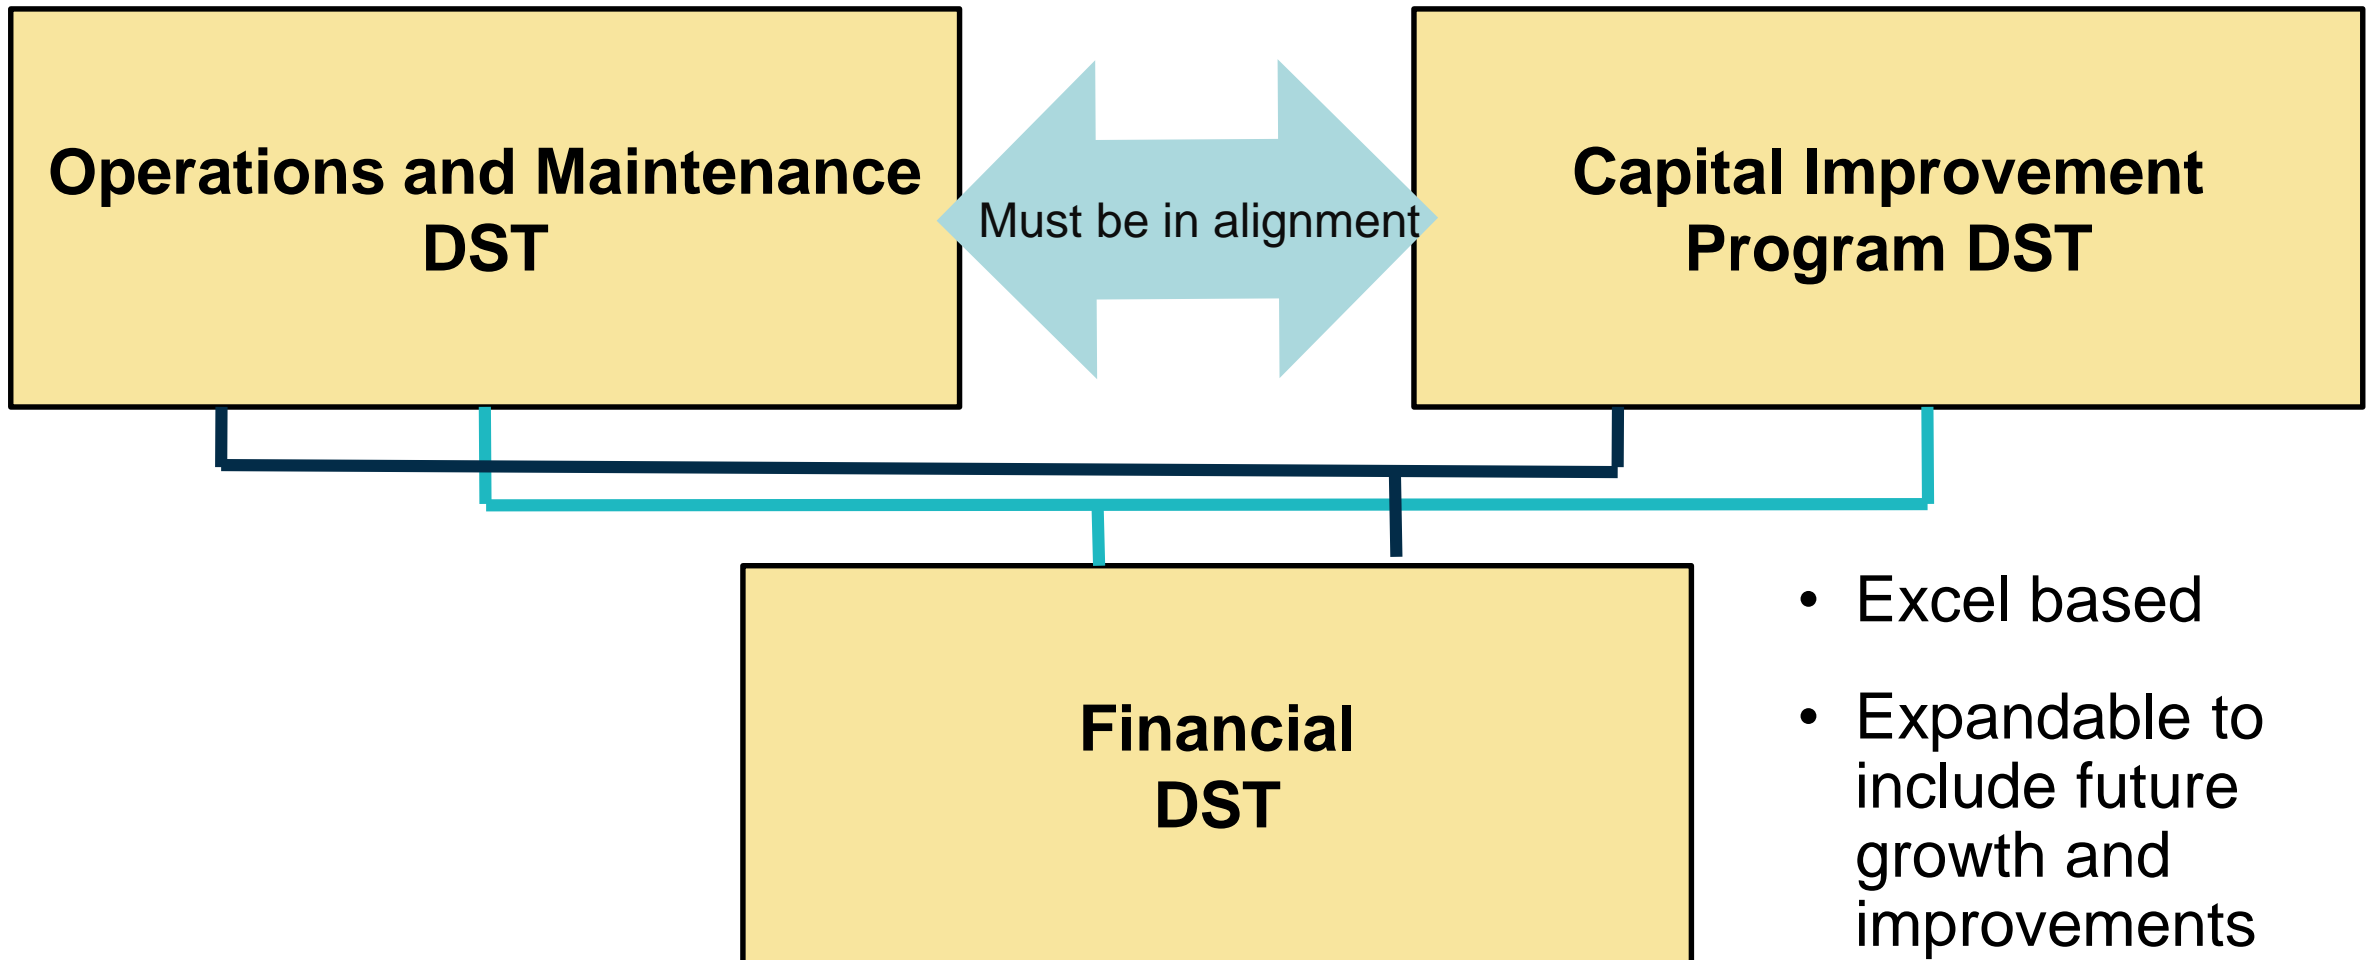 Operations and Maintenance
DST
Must be in alignment
Capital Improvement
Program DST
Financial
DST
• Excel based
• Expandable to
include future
growth and
improvements